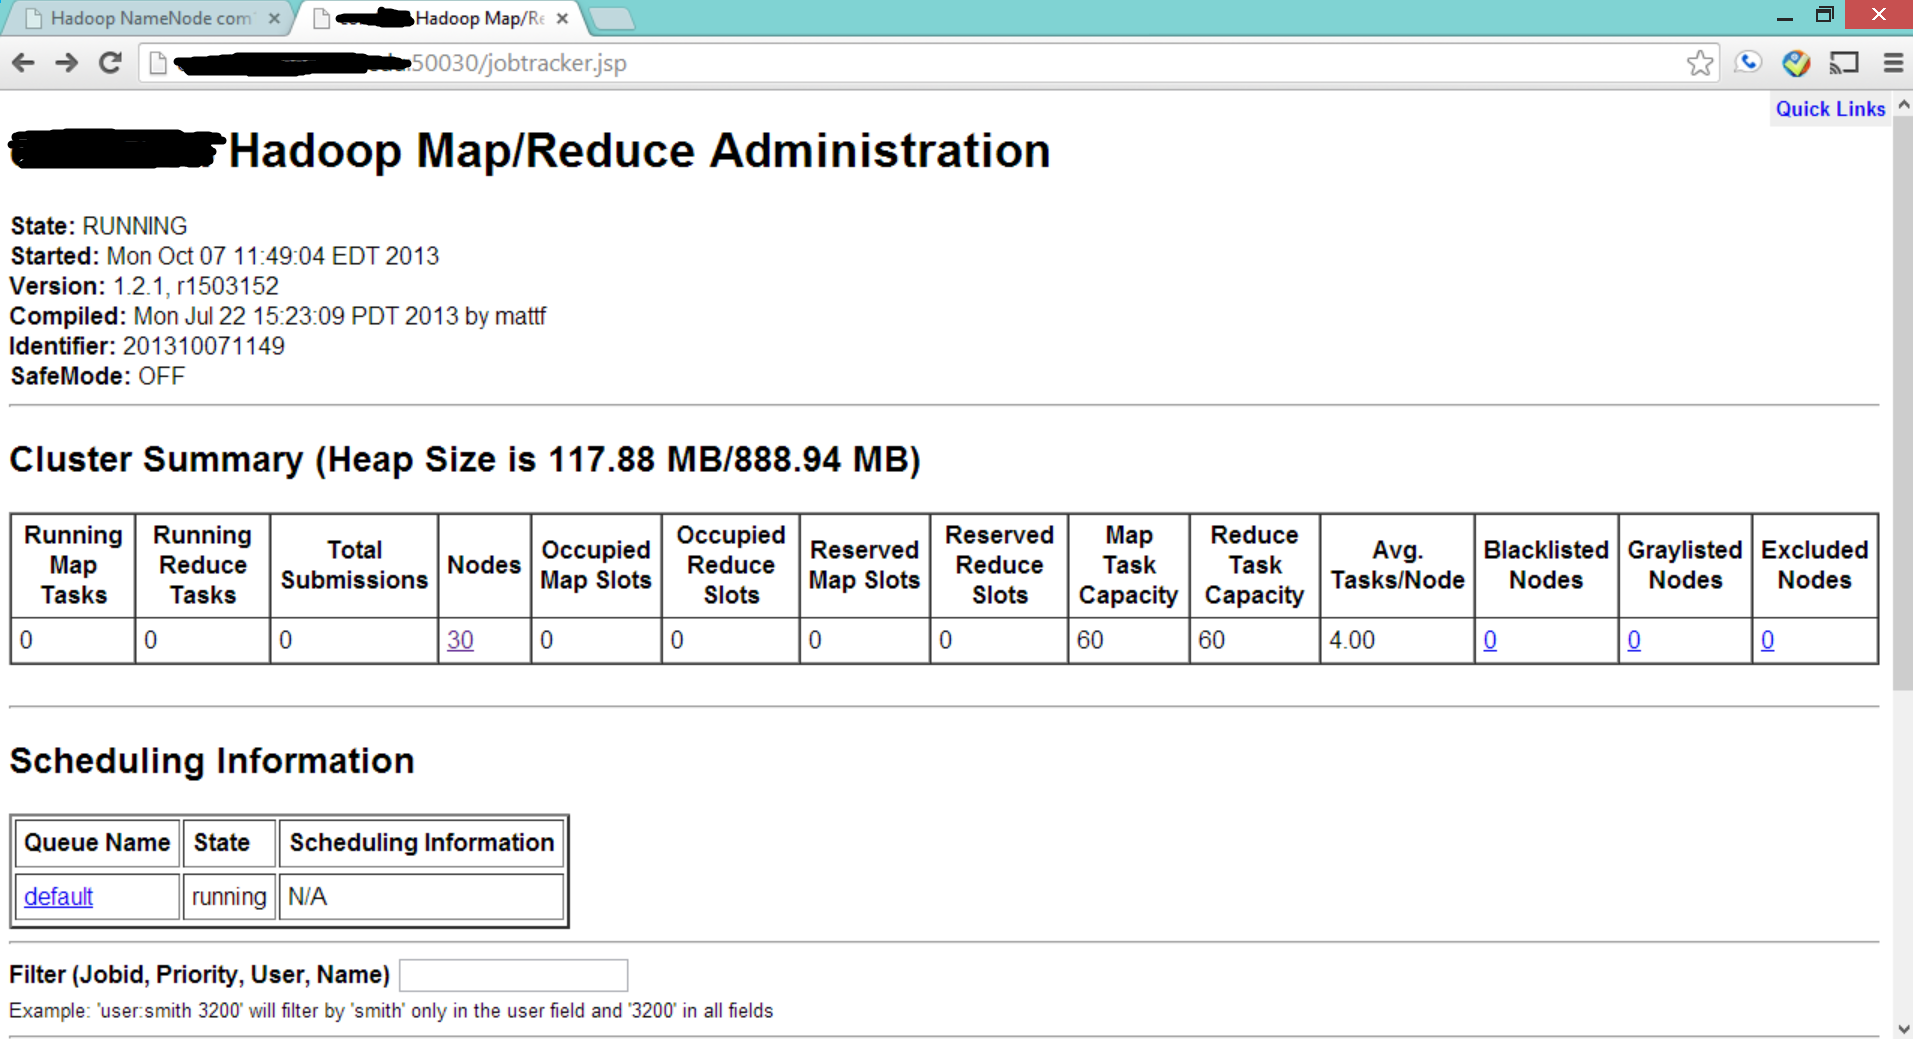 Hadoop NameNode com
Hadoop Map/Re
50030/jobtracker.jsp
Quick Links
Hadoop Map/Reduce Administration
State: RUNNING
Started: Mon Oct 07 11:49:04 EDT 2013
Version: 1.2.1, r1503152
Compiled: Mon Jul 22 15:23:09 PDT 2013 by mattf
Identifier: 201310071149
SafeMode: OFF
Cluster Summary (Heap Size is 117.88 MB/888.94 MB)
Running Map Tasks Running Reduce Tasks Total Submissions Nodes Occupied Map Slots Occupied Reduce Slots Reserved Map Slots Reserved Reduce Slots Map Task Capacity Reduce Task Capacity Avg. Tasks/Node Blacklisted Nodes Graylisted Nodes Excluded Nodes
0 0 0 30 0 0 0 0 60 60 4.00 0 0 0
Scheduling Information
Queue Name State Scheduling Information
default running N/A
Filter (Jobid, Priority, User, Name)
Example: 'user:smith 3200' will filter by 'smith' only in the user field and '3200' in all fields